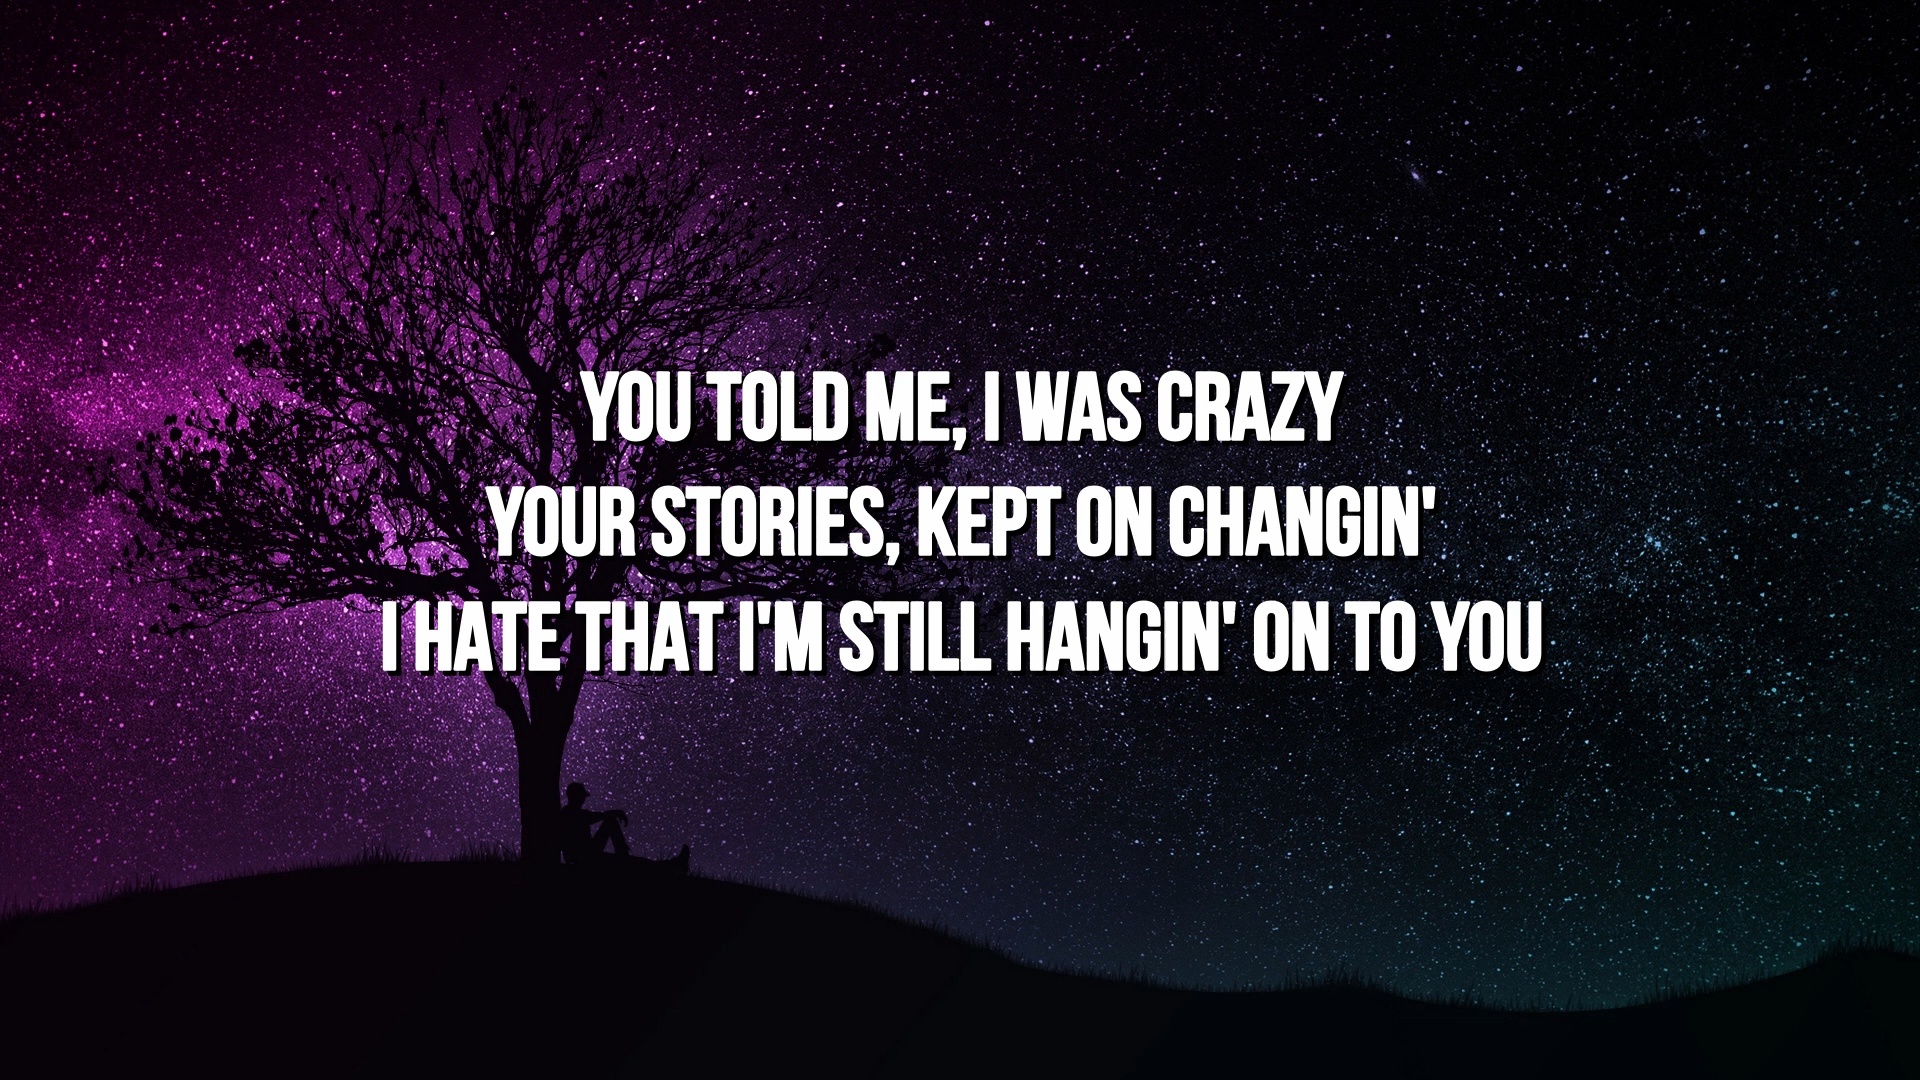 YOU TOLD ME, I WAS CRAZY
YOUR STORIES, KEPT ON CHANGIN'
I HATE THAT I'M STILL HANGIN' ON TO YOU